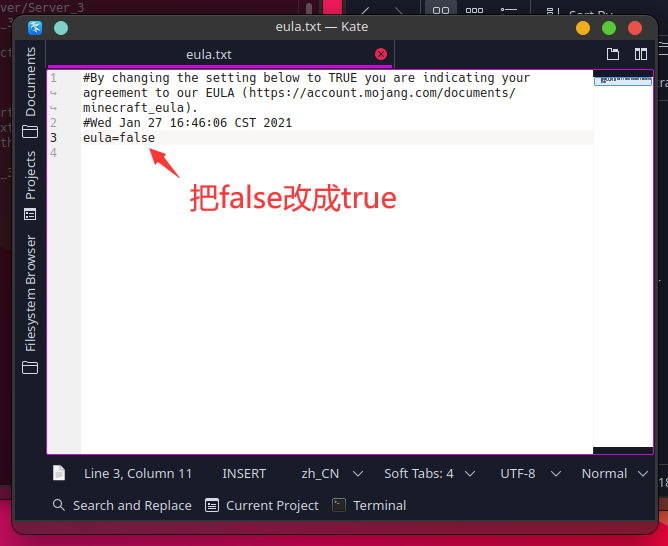 ver/Server_3
eula.txt — Kate
Sort By
eula.txt
Documents
Projects
Filesystem Browser
1 #By changing the setting below to TRUE you are indicating your
agreement to our EULA (https://account.mojang.com/documents/
minecraft_eula).
2 #Wed Jan 27 16:46:06 CST 2021
3 eula=false
4
把false改成true
Line 3, Column 11 INSERT zh_CN Soft Tabs: 4 UTF-8 Normal
Search and Replace Current Project Terminal